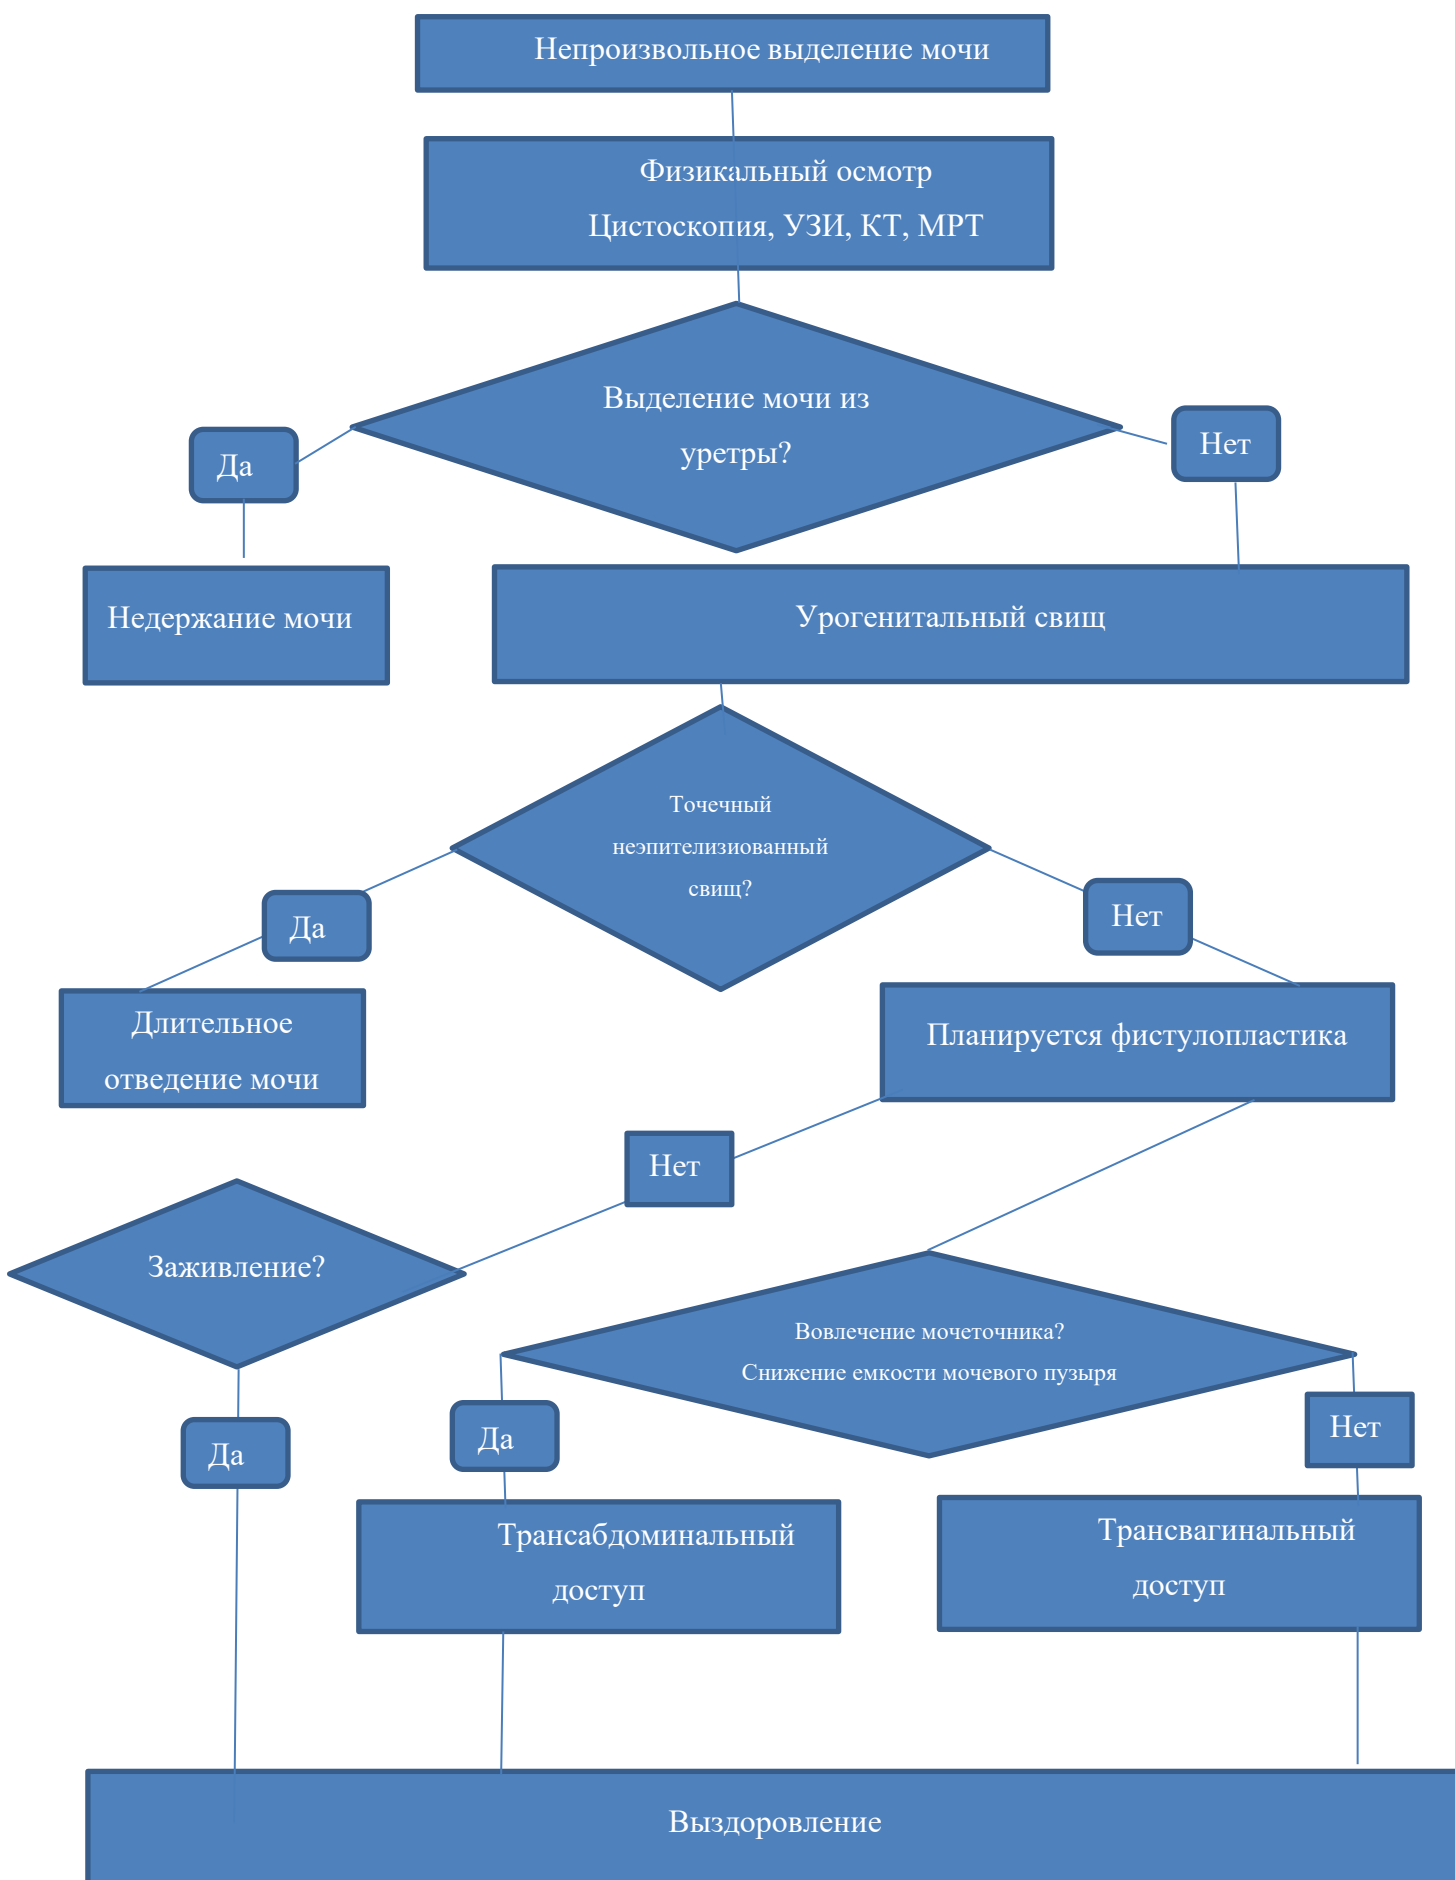 Непроизвольное выделение мочи
Физикальный осмотр
Цистоскопия, УЗИ, КТ, МРТ
Выделение мочи из
уретры?
Да
Нет
Недержание мочи
Урогенитальный свищ
Точечный
неэпителизиованный
свищ?
Да
Нет
Длительное
отведение мочи
Планируется фистулопластика
Нет
Заживление?
Вовлечение мочеточника?
Снижение емкости мочевого пузыря
Да
Да
Нет
Трансабдоминальный
доступ
Трансвагинальный
доступ
Выздоровление